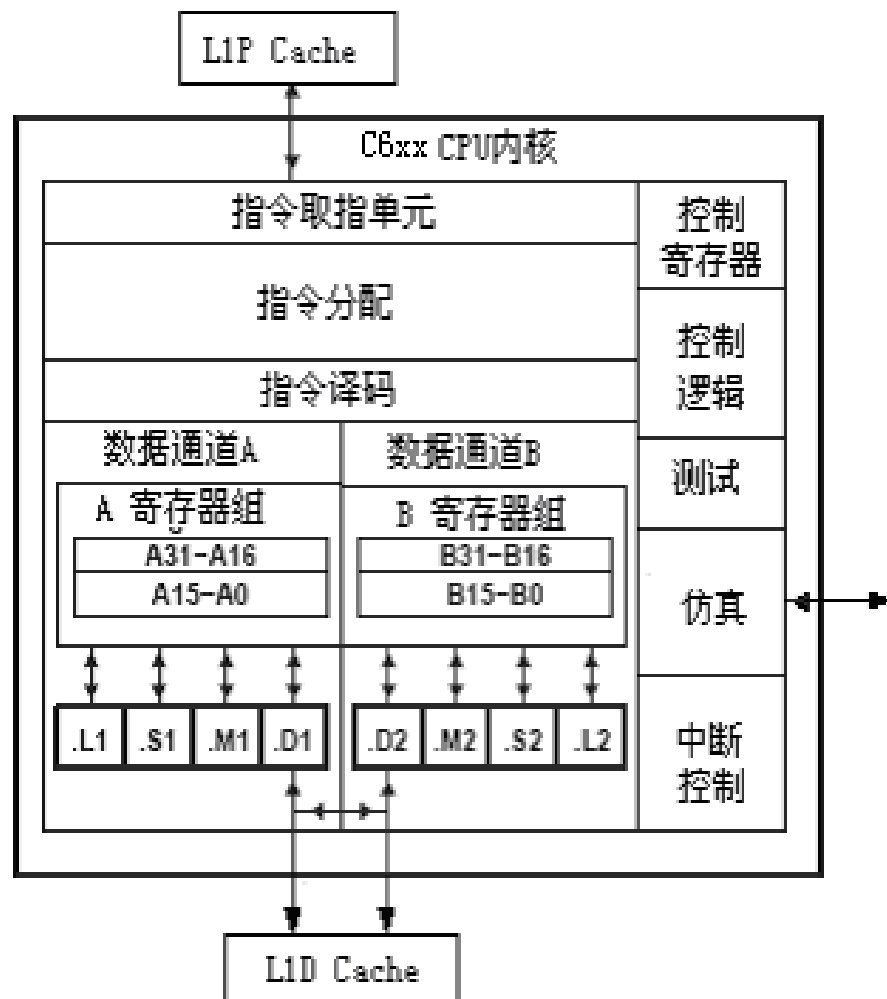 L1P Cache
C6xx CPU内核
指令取指单元
控制
寄存器
指令分配
控制
逻辑
指令译码
数据通道A
数据通道B
测试
A 寄存器组
B 寄存器组
A31-A16
B31-B16
A15-A0
B15-B0
仿真
.L1 .S1 .M1 .D1
.D2 .M2 .S2 .L2
中断
控制
L1D Cache